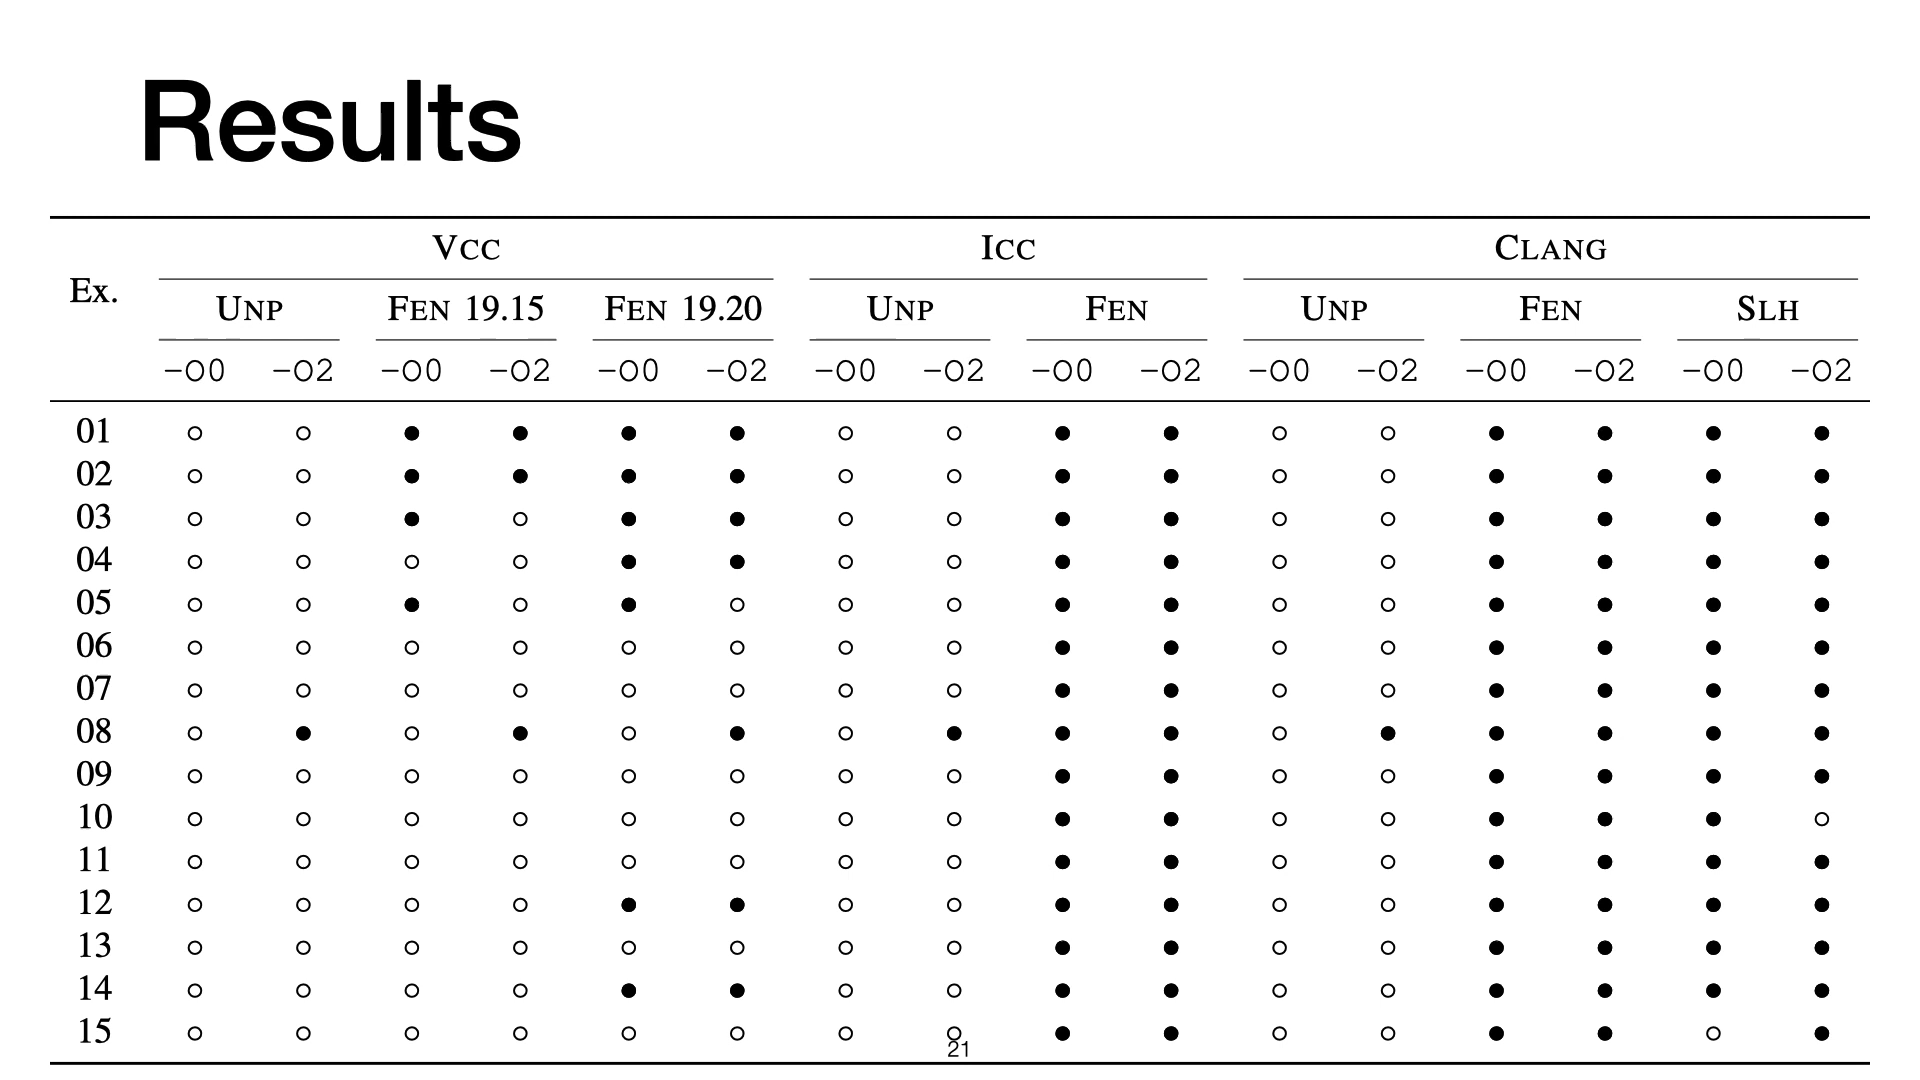 Results
Ex. VCC ICC CLANG
UNP FEN 19.15 FEN 19.20 UNP FEN UNP FEN SLH
-O0 -O2 -O0 -O2 -O0 -O2 -O0 -O2 -O0 -O2 -O0 -O2 -O0 -O2 -O0 -O2
01 ○ ○ ● ● ● ● ○ ○ ● ● ○ ○ ● ● ● ●
02 ○ ○ ● ● ● ● ○ ○ ● ● ○ ○ ● ● ● ●
03 ○ ○ ● ○ ● ● ○ ○ ● ● ○ ○ ● ● ● ●
04 ○ ○ ○ ○ ● ● ○ ○ ● ● ○ ○ ● ● ● ●
05 ○ ○ ● ○ ● ○ ○ ○ ● ● ○ ○ ● ● ● ●
06 ○ ○ ○ ○ ○ ○ ○ ○ ● ● ○ ○ ● ● ● ●
07 ○ ○ ○ ○ ○ ○ ○ ○ ● ● ○ ○ ● ● ● ●
08 ○ ● ○ ● ○ ● ○ ● ● ● ○ ● ● ● ● ●
09 ○ ○ ○ ○ ○ ○ ○ ○ ● ● ○ ○ ● ● ● ●
10 ○ ○ ○ ○ ○ ○ ○ ○ ● ● ○ ○ ● ● ● ○
11 ○ ○ ○ ○ ○ ○ ○ ○ ● ● ○ ○ ● ● ● ●
12 ○ ○ ○ ○ ● ● ○ ○ ● ● ○ ○ ● ● ● ●
13 ○ ○ ○ ○ ○ ○ ○ ○ ● ● ○ ○ ● ● ● ●
14 ○ ○ ○ ○ ● ● ○ ○ ● ● ○ ○ ● ● ● ●
15 ○ ○ ○ ○ ○ ○ ○ ○ ● ● ○ ○ ● ● ○ ●
21